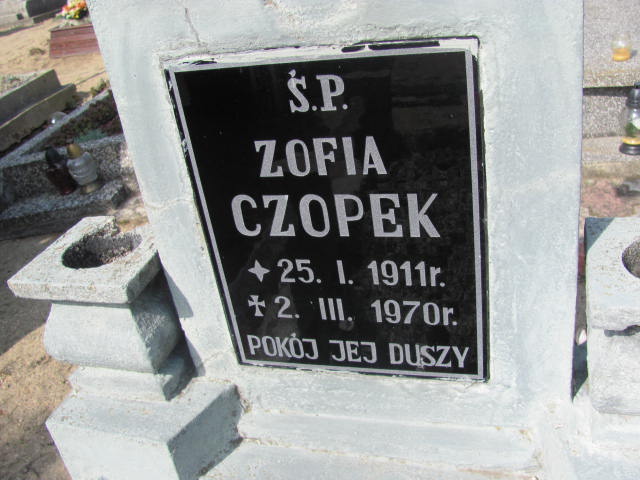 Ś.P.
ZOFIA
CZOPEK
✦ 25. I. 1911r.
✝ 2. III. 1970r.
POKÓJ JEJ DUSZY